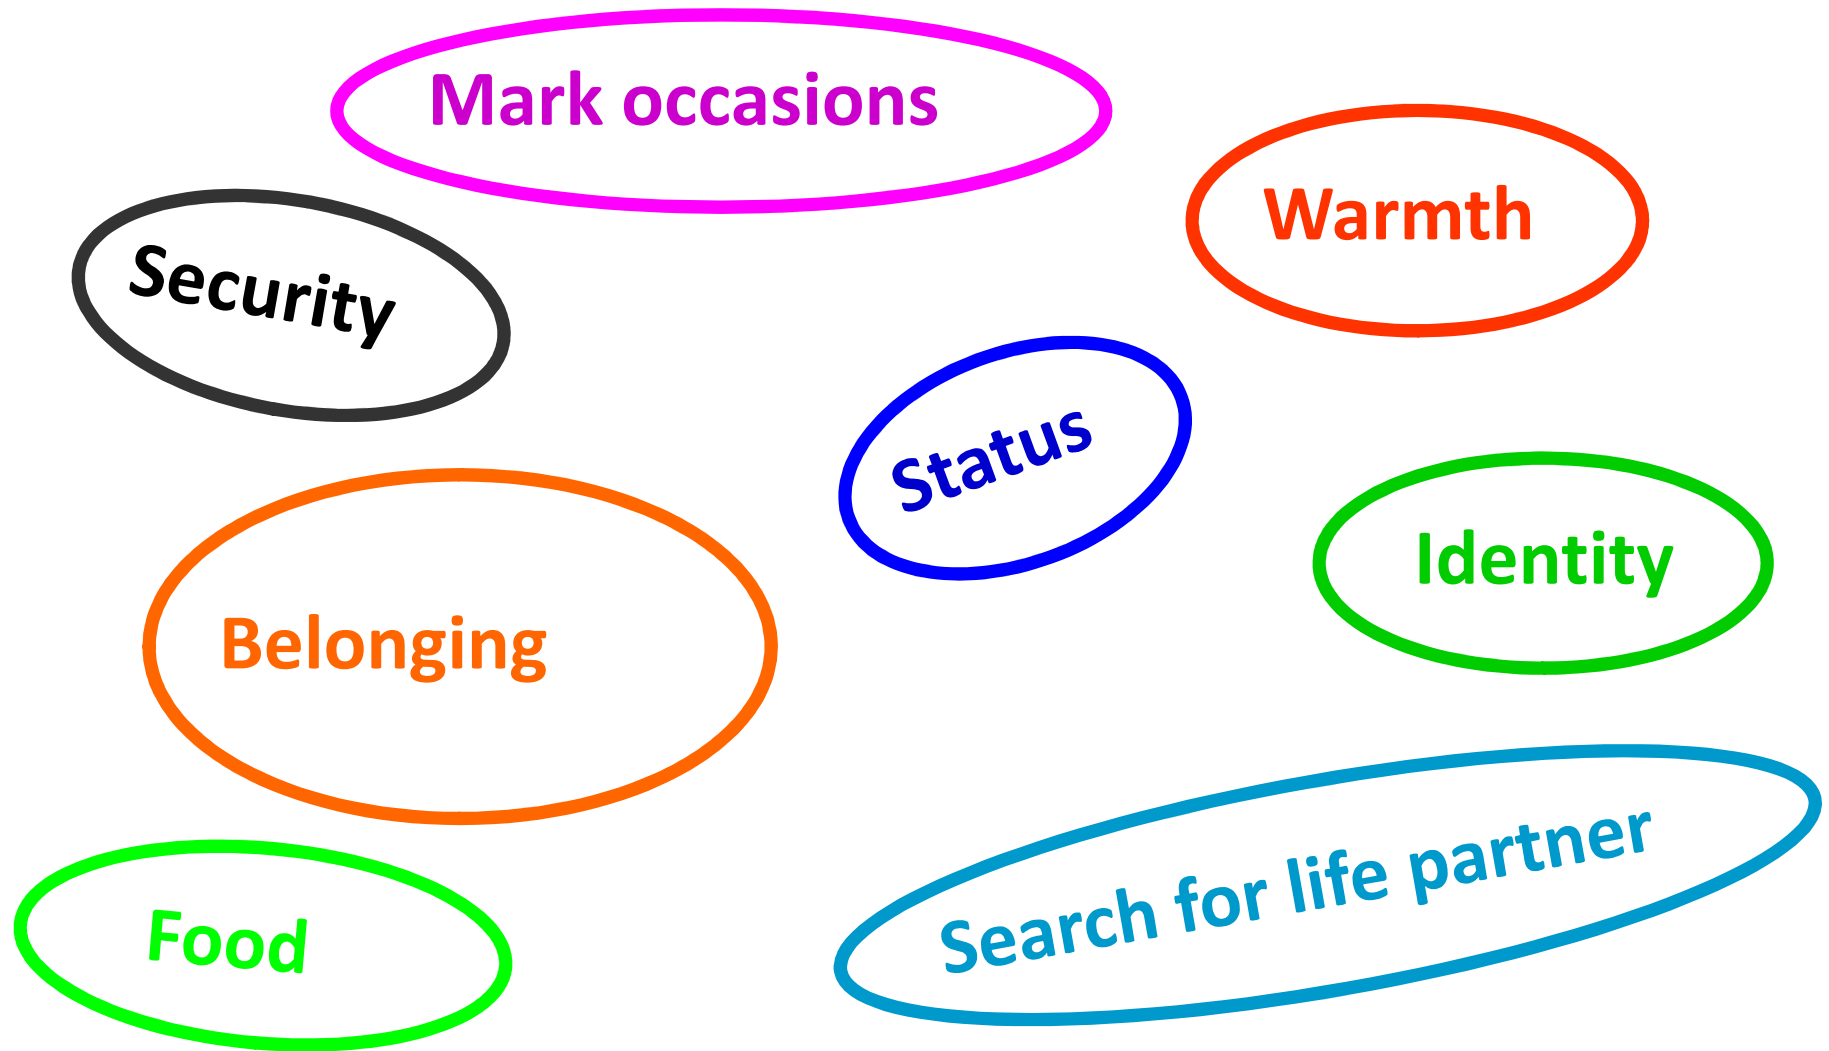 Mark occasions
Warmth
Security
Status
Identity
Belonging
Search for life partner
Food